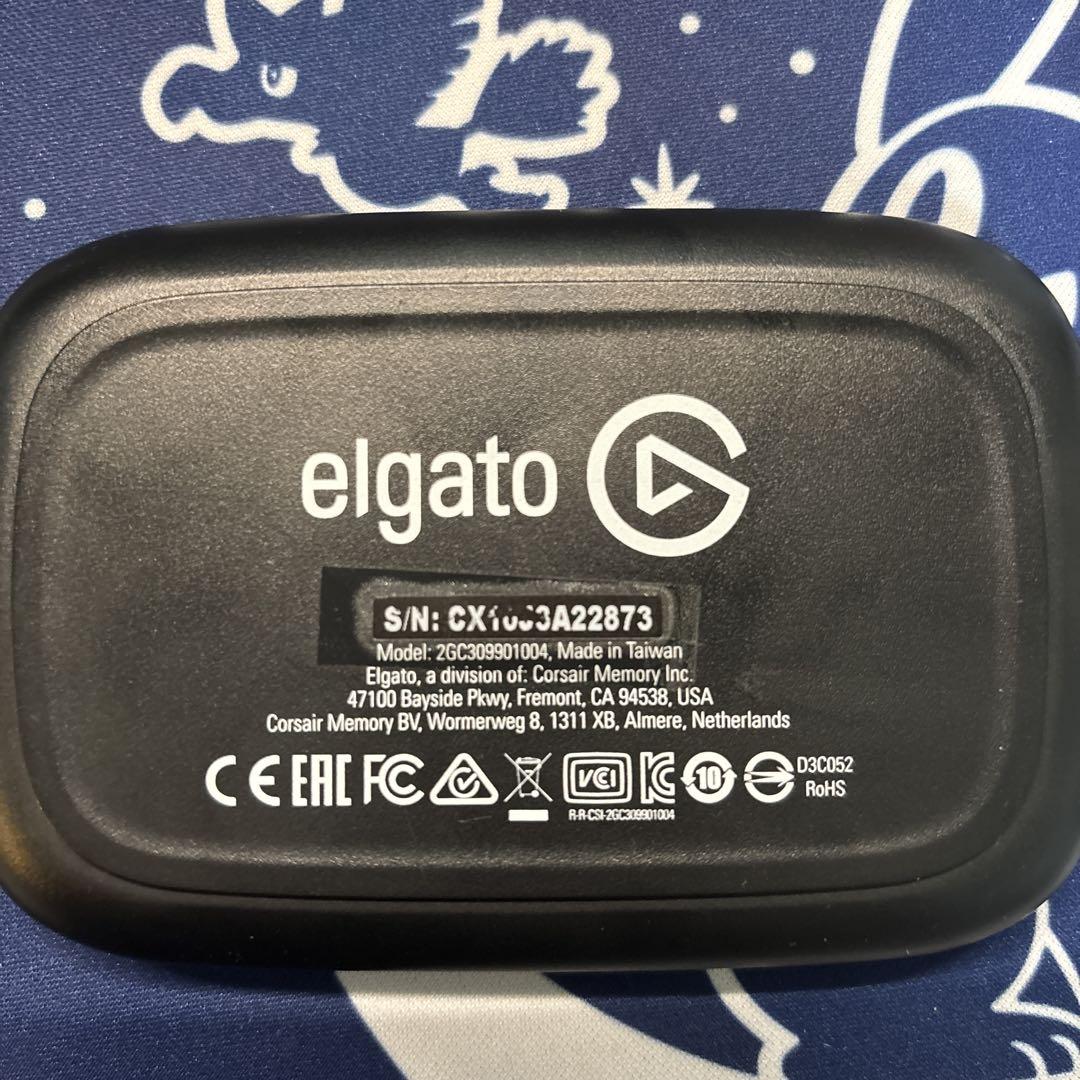 elgato
S/N:
Model: 2GC309901004, Made in Taiwan
Elgato, a division of: Corsair Memory Inc.
47100 Bayside Pkwy, Fremont, CA 94538, USA
Corsair Memory BV, Wormerweg 8, 1311 XB, Almere, Netherlands
CE EAC FC VCI KC 10 D3C052
RoHS
R-R-CSI-2GC309901004